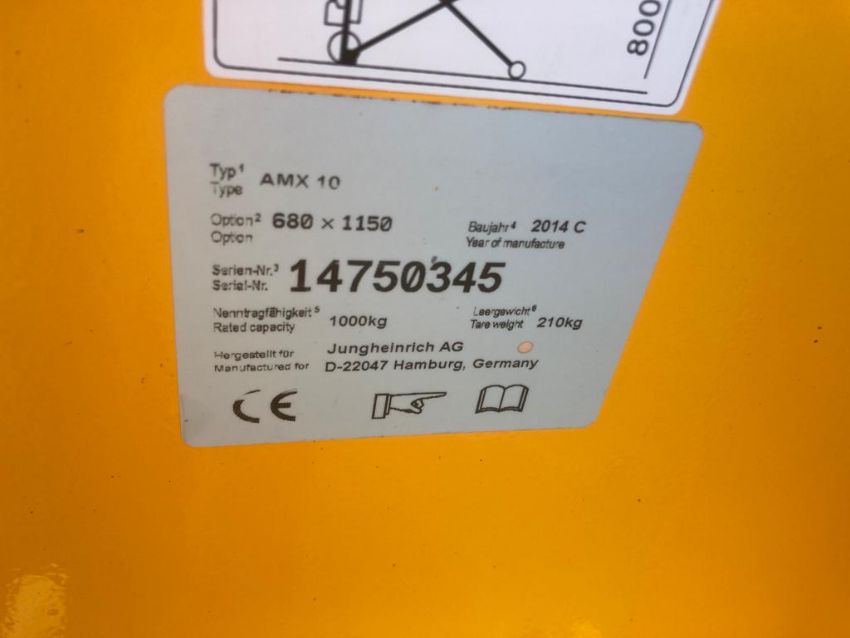 800
Typ¹ AMX 10
Type
Option² 680 x 1150
Option
Baujahr⁴ 2014 C
Year of manufacture
Serien-Nr.³ 14750345
Serial-Nr.
Nenntragfähigkeit⁵ 1000kg
Rated capacity
Leergewicht⁶ 210kg
Tare weight
Hergestellt für Jungheinrich AG
Manufactured for D-22047 Hamburg, Germany
CE